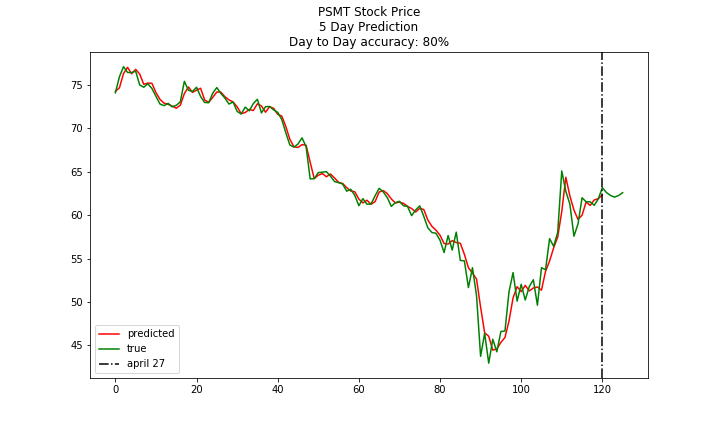 PSMT Stock Price
5 Day Prediction
Day to Day accuracy: 80%
75
70
65
60
55
50
45
predicted
true
april 27
0
20
40
60
80
100
120